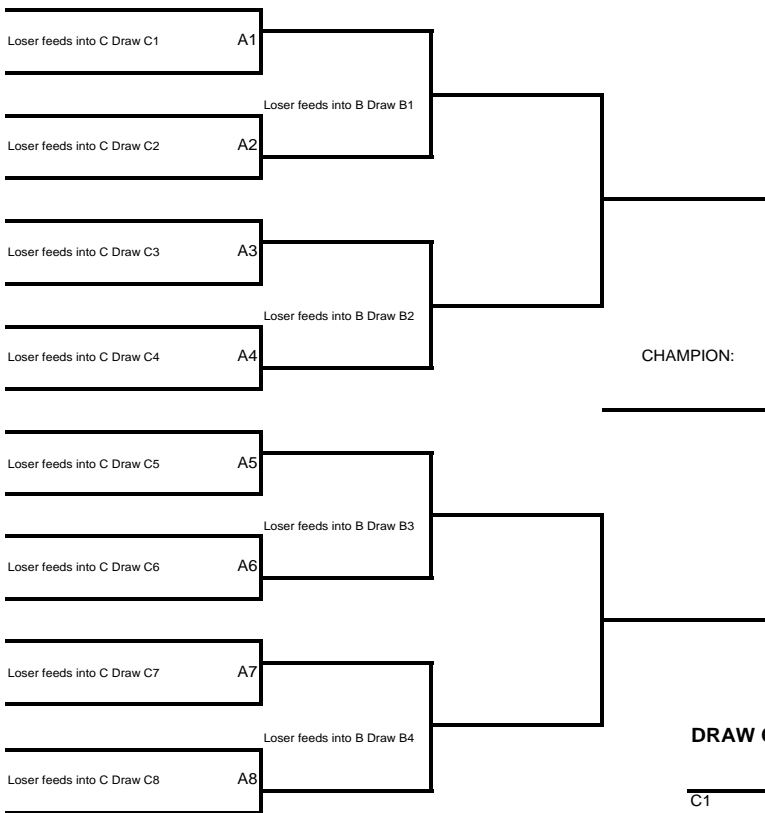 Loser feeds into C Draw C1 A1
Loser feeds into B Draw B1
Loser feeds into C Draw C2 A2
Loser feeds into C Draw C3 A3
Loser feeds into B Draw B2
Loser feeds into C Draw C4 A4
CHAMPION:
Loser feeds into C Draw C5 A5
Loser feeds into B Draw B3
Loser feeds into C Draw C6 A6
Loser feeds into C Draw C7 A7
Loser feeds into B Draw B4
DRAW
Loser feeds into C Draw C8 A8
C1